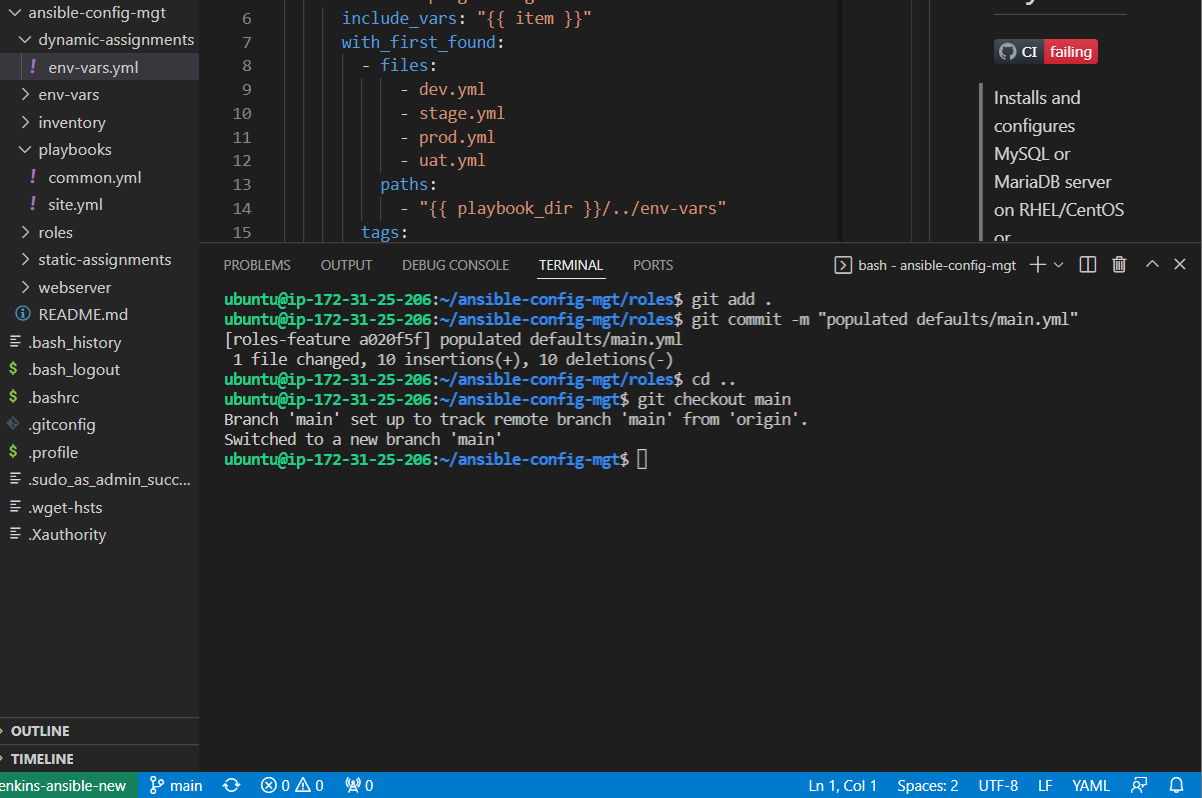 ansible-config-mgt
dynamic-assignments
! env-vars.yml
env-vars
inventory
playbooks
! common.yml
! site.yml
roles
static-assignments
webserver
README.md
.bash_history
$ .bash_logout
$ .bashrc
.gitconfig
$ .profile
.sudo_as_admin_succ...
.wget-hsts
.Xauthority
OUTLINE
TIMELINE
6 include_vars: "{{ item }}"
7 with_first_found:
8 - files:
9 - dev.yml
10 - stage.yml
11 - prod.yml
12 - uat.yml
13 paths:
14 - "{{ playbook_dir }}/../env-vars"
15 tags:
CI failing
Installs and
configures
MySQL or
MariaDB server
on RHEL/CentOS
or
PROBLEMS OUTPUT DEBUG CONSOLE TERMINAL PORTS bash - ansible-config-mgt
ubuntu@ip-172-31-25-206:~/ansible-config-mgt/roles$ git add .
ubuntu@ip-172-31-25-206:~/ansible-config-mgt/roles$ git commit -m "populated defaults/main.yml"
[roles-feature a020f5f] populated defaults/main.yml
1 file changed, 10 insertions(+), 10 deletions(-)
ubuntu@ip-172-31-25-206:~/ansible-config-mgt/roles$ cd ..
ubuntu@ip-172-31-25-206:~/ansible-config-mgt$ git checkout main
Branch 'main' set up to track remote branch 'main' from 'origin'.
Switched to a new branch 'main'
ubuntu@ip-172-31-25-206:~/ansible-config-mgt$
enkins-ansible-new main 0 0 0 Ln 1, Col 1 Spaces: 2 UTF-8 LF YAML